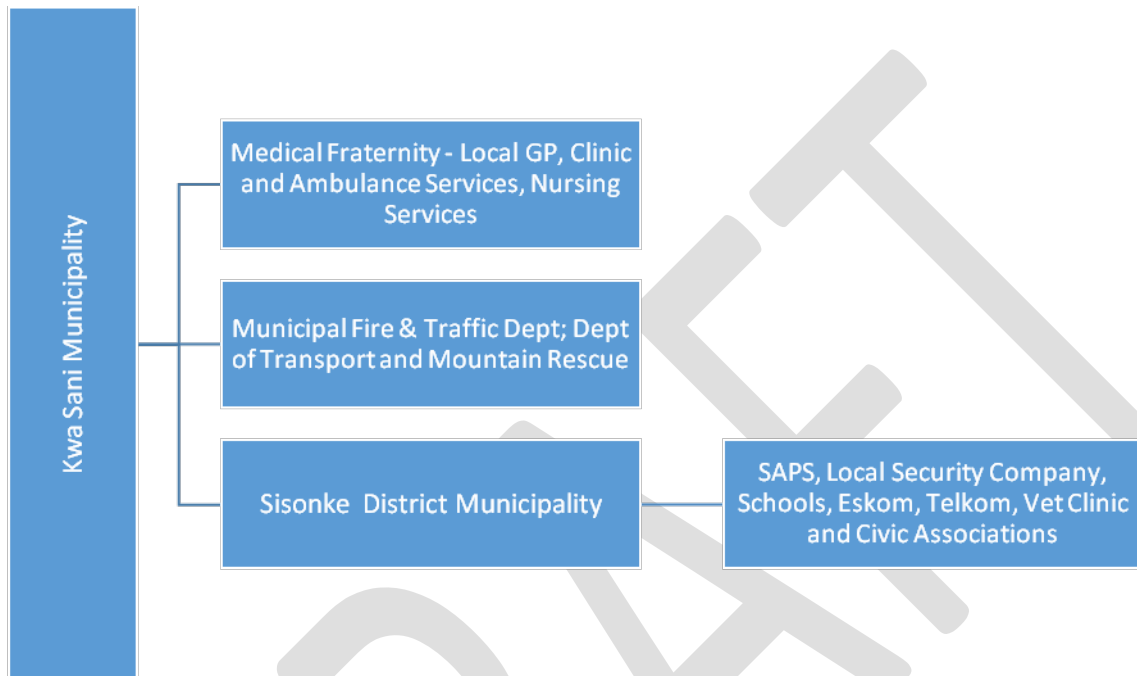 Kwa Sani Municipality
Medical Fraternity - Local GP, Clinic
and Ambulance Services, Nursing
Services
Municipal Fire & Traffic Dept; Dept
of Transport and Mountain Rescue
Sisonke District Municipality
SAPS, Local Security Company,
Schools, Eskom, Telkom, Vet Clinic
and Civic Associations
DRAFT